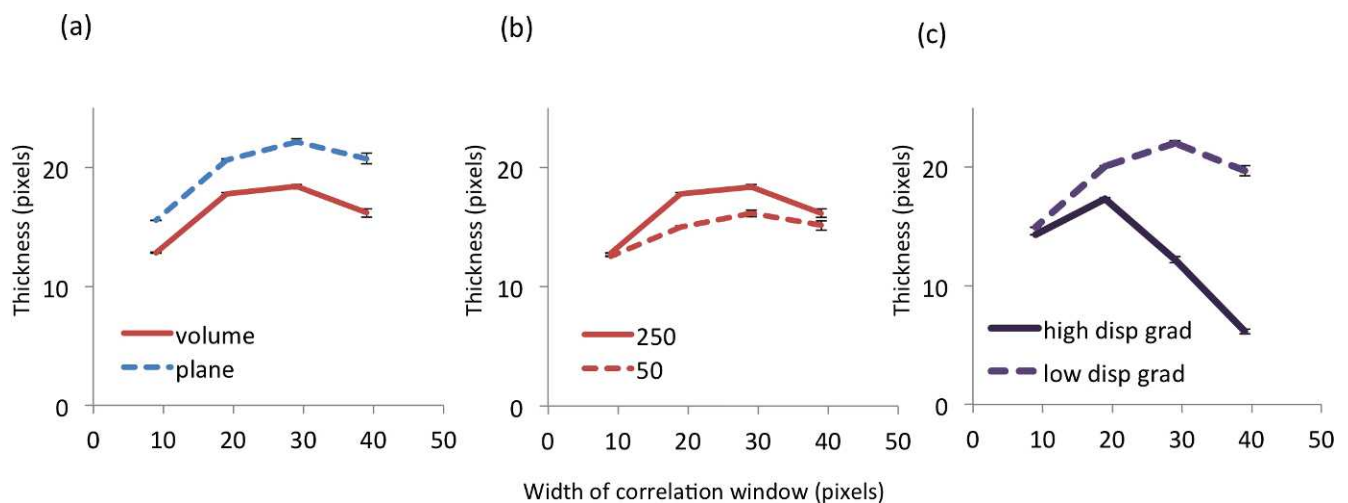 (a)
Thickness (pixels)
20
10
0
volume
plane
0 10 20 30 40 50
(b)
Thickness (pixels)
20
10
0
250
50
0 10 20 30 40 50
Width of correlation window (pixels)
(c)
Thickness (pixels)
20
10
0
high disp grad
low disp grad
0 10 20 30 40 50